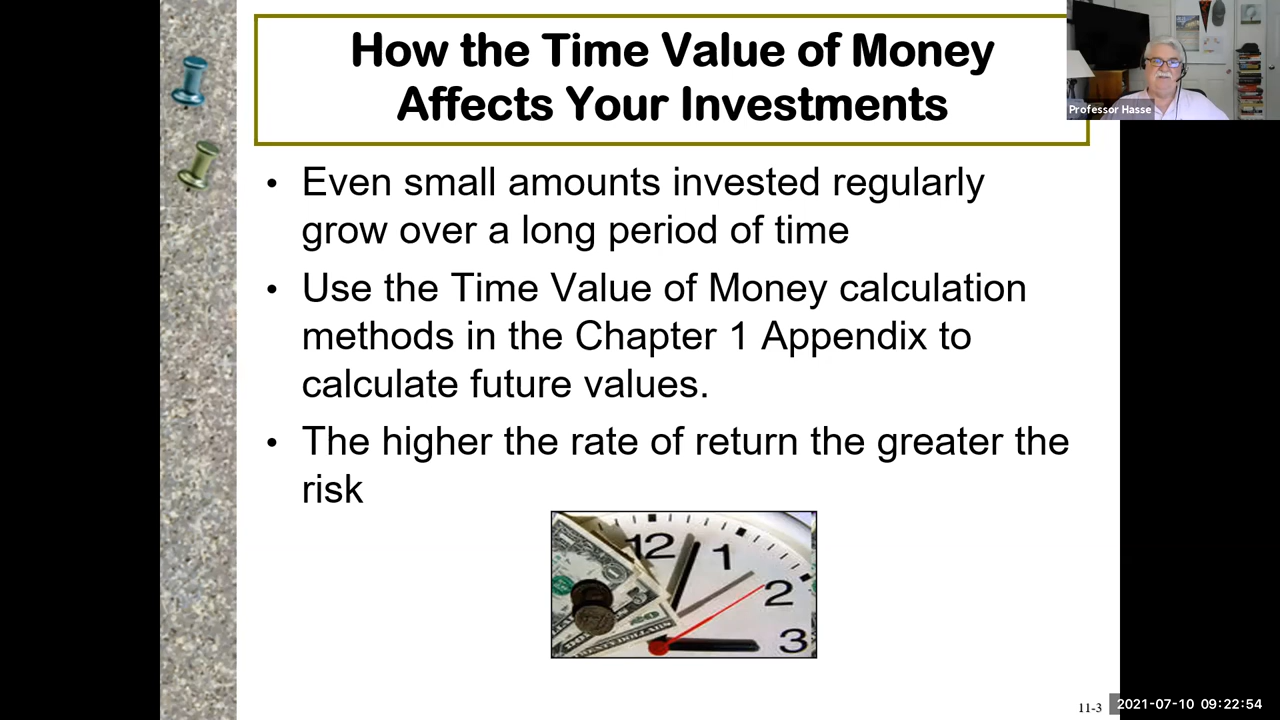 How the Time Value of Money
Affects Your Investments
Professor Hasse
• Even small amounts invested regularly
grow over a long period of time
• Use the Time Value of Money calculation
methods in the Chapter 1 Appendix to
calculate future values.
• The higher the rate of return the greater the
risk
12
1
2
3
11-3
2021-07-10 09:22:54